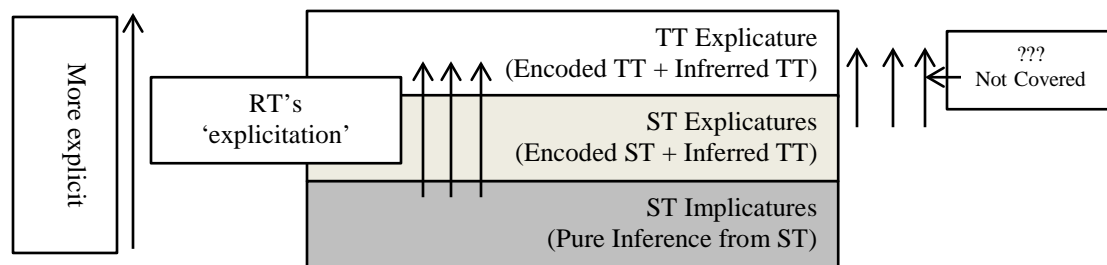 More explicit
RT's
'explicitation'
TT Explicature
(Encoded TT + Infrerred TT)
ST Explicatures
(Encoded ST + Inferred TT)
ST Implicatures
(Pure Inference from ST)
???
Not Covered